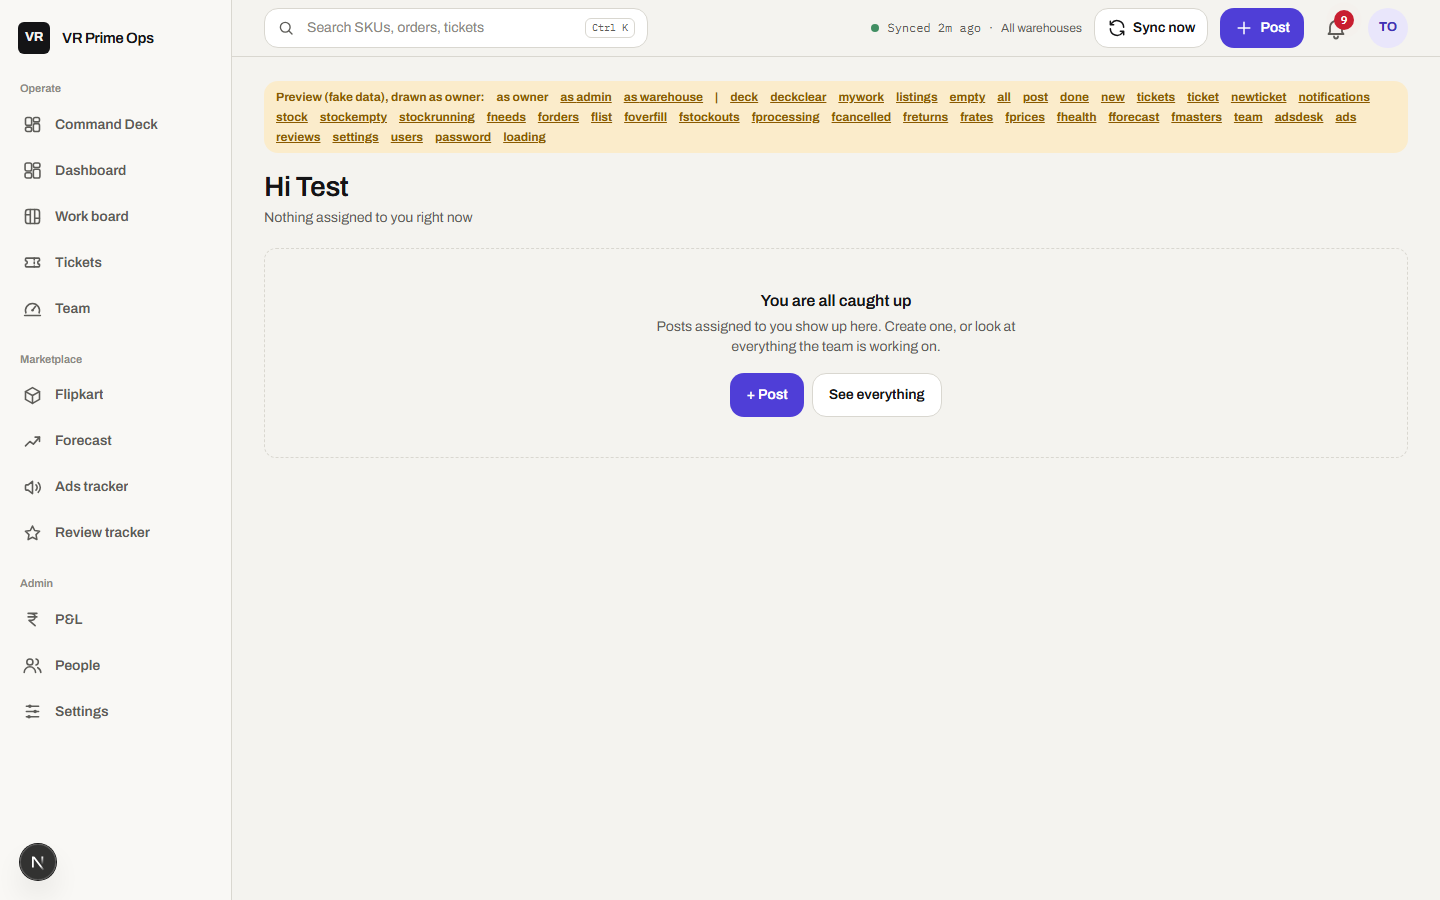 VR
VR Prime Ops
Search SKUs, orders, tickets
Ctrl K
Synced 2m ago · All warehouses
Sync now
+ Post
9
TO
Operate
Command Deck
Dashboard
Work board
Tickets
Team
Marketplace
Flipkart
Forecast
Ads tracker
Review tracker
Admin
P&L
People
Settings
N
Preview (fake data), drawn as owner: as owner as admin as warehouse | deck deckclear mywork listings empty all post done new tickets ticket newticket notifications
stock stockempty stockrunning fneeds forders flist foverfill fstockouts fprocessing fcancelled freturns frates fprices fhealth fforecast fmasters team adsdesk ads
reviews settings users password loading
Hi Test
Nothing assigned to you right now
You are all caught up
Posts assigned to you show up here. Create one, or look at
everything the team is working on.
+ Post
See everything